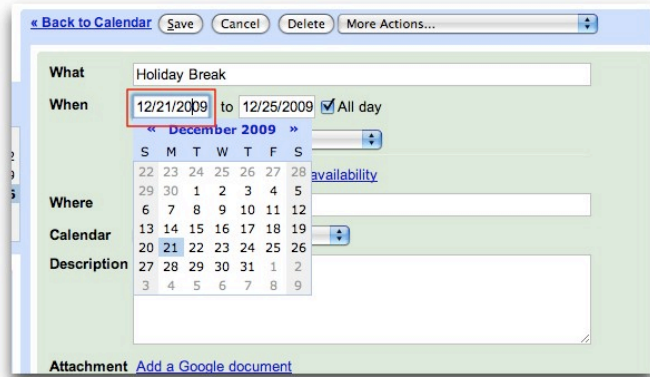 « Back to Calendar Save Cancel Delete More Actions...
What Holiday Break
When 12/21/2009 to 12/25/2009 All day
« December 2009 »
S M T W T F S
22 23 24 25 26 27 28
availability
29 30 1 2 3 4 5
Where
6 7 8 9 10 11 12
13 14 15 16 17 18 19
Calendar
20 21 22 23 24 25 26
Description
27 28 29 30 31 1 2
3 4 5 6 7 8 9
Attachment Add a Google document